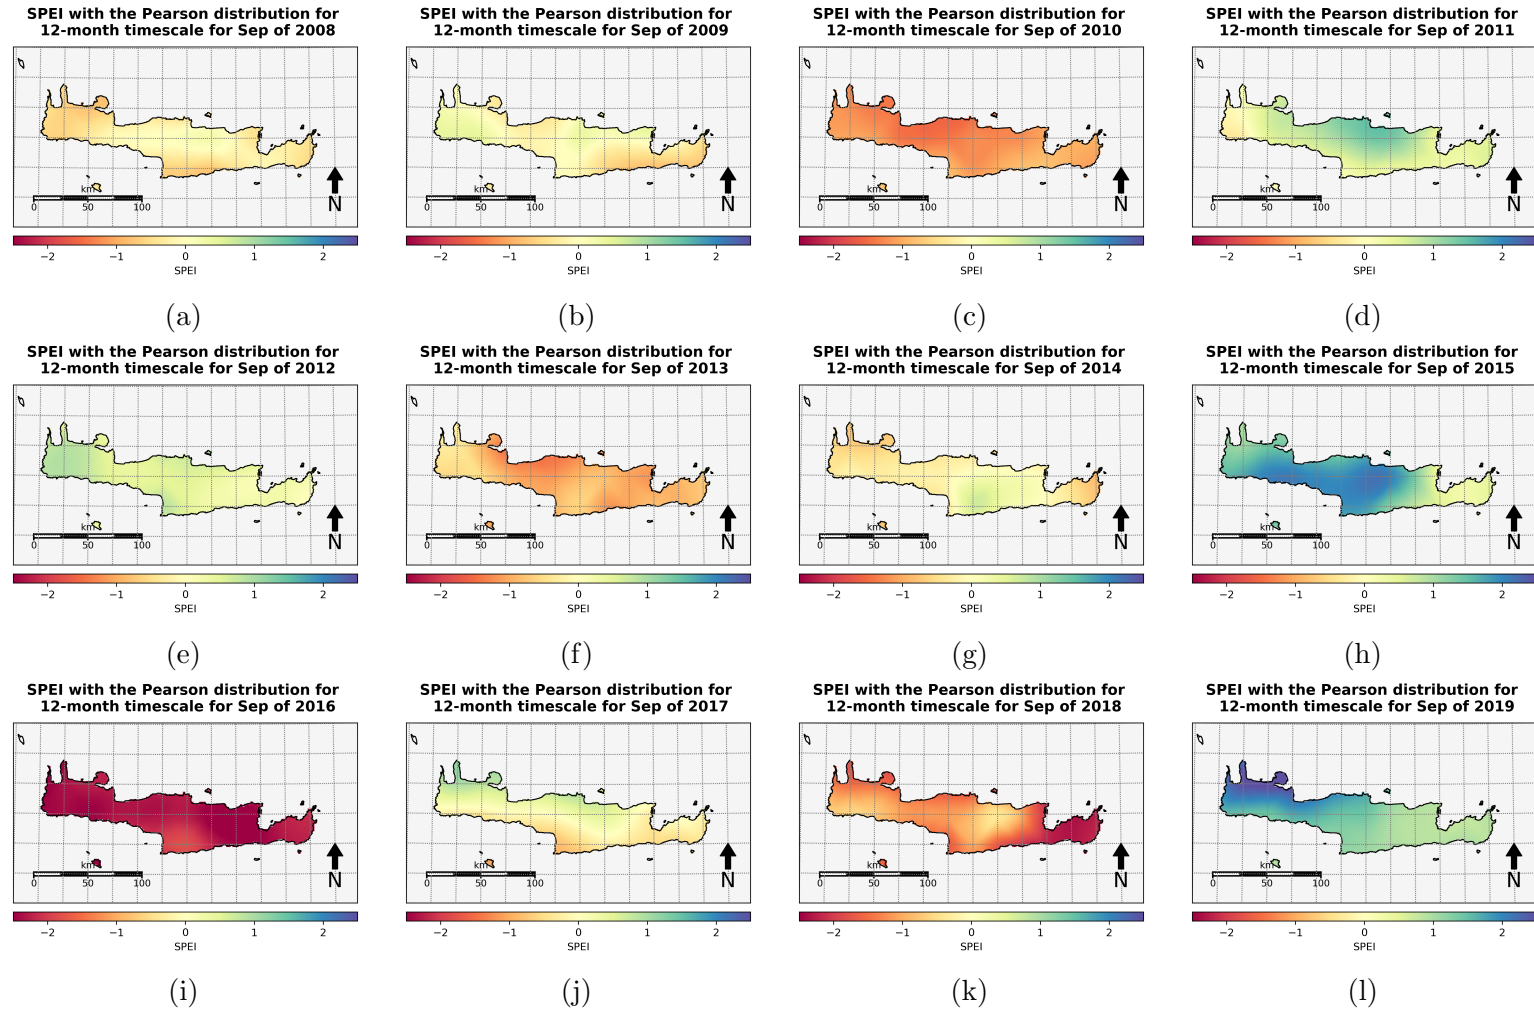 SPEI with the Pearson distribution for
12-month timescale for Sep of 2008
km
0 50 100
N
−2 −1 0 1 2
SPEI
(a)
SPEI with the Pearson distribution for
12-month timescale for Sep of 2009
km
0 50 100
N
−2 −1 0 1 2
SPEI
(b)
SPEI with the Pearson distribution for
12-month timescale for Sep of 2010
km
0 50 100
N
−2 −1 0 1 2
SPEI
(c)
SPEI with the Pearson distribution for
12-month timescale for Sep of 2011
km
0 50 100
N
−2 −1 0 1 2
SPEI
(d)
SPEI with the Pearson distribution for
12-month timescale for Sep of 2012
km
0 50 100
N
−2 −1 0 1 2
SPEI
(e)
SPEI with the Pearson distribution for
12-month timescale for Sep of 2013
km
0 50 100
N
−2 −1 0 1 2
SPEI
(f)
SPEI with the Pearson distribution for
12-month timescale for Sep of 2014
km
0 50 100
N
−2 −1 0 1 2
SPEI
(g)
SPEI with the Pearson distribution for
12-month timescale for Sep of 2015
km
0 50 100
N
−2 −1 0 1 2
SPEI
(h)
SPEI with the Pearson distribution for
12-month timescale for Sep of 2016
km
0 50 100
N
−2 −1 0 1 2
SPEI
(i)
SPEI with the Pearson distribution for
12-month timescale for Sep of 2017
km
0 50 100
N
−2 −1 0 1 2
SPEI
(j)
SPEI with the Pearson distribution for
12-month timescale for Sep of 2018
km
0 50 100
N
−2 −1 0 1 2
SPEI
(k)
SPEI with the Pearson distribution for
12-month timescale for Sep of 2019
km
0 50 100
N
−2 −1 0 1 2
SPEI
(l)